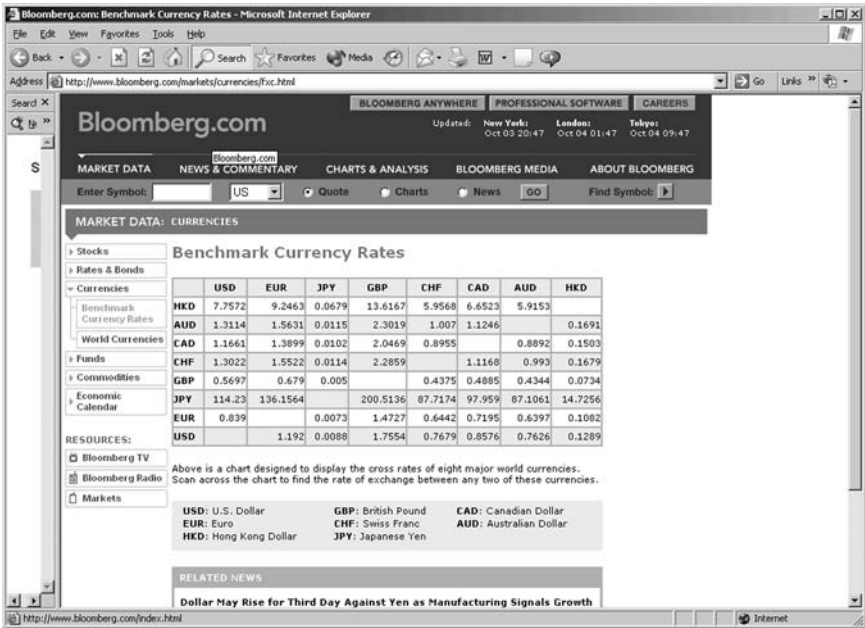 Bloomberg.com: Benchmark Currency Rates - Microsoft Internet Explorer
File Edit View Favorites Tools Help
Back Search Favorites Media
Address http://www.bloomberg.com/markets/currencies/fxc.html Go Links »
Search X
BLOOMBERG ANYWHERE PROFESSIONAL SOFTWARE CAREERS
Bloomberg.com
Updated: New York: London: Tokyo:
Oct 03 20:47 Oct 04 01:47 Oct 04 09:47
Bloomberg.com
MARKET DATA NEWS & COMMENTARY CHARTS & ANALYSIS BLOOMBERG MEDIA ABOUT BLOOMBERG
Enter Symbol: US Quote Charts News GO Find Symbol:
MARKET DATA: CURRENCIES
Stocks
Rates & Bonds
Currencies
Benchmark
Currency Rates
World Currencies
Funds
Commodities
Economic
Calendar
RESOURCES:
Bloomberg TV
Bloomberg Radio
Markets
Benchmark Currency Rates
USD EUR JPY GBP CHF CAD AUD HKD
HKD 7.7572 9.2463 0.0679 13.6167 5.9568 6.6523 5.9153
AUD 1.3114 1.5631 0.0115 2.3019 1.007 1.1246 0.1691
CAD 1.1661 1.3899 0.0102 2.0469 0.8955 0.8892 0.1503
CHF 1.3022 1.5522 0.0114 2.2859 1.1168 0.993 0.1679
GBP 0.5697 0.679 0.005 0.4375 0.4885 0.4344 0.0734
JPY 114.23 136.1564 200.5136 87.7174 97.959 87.1061 14.7256
EUR 0.839 0.0073 1.4727 0.6442 0.7195 0.6397 0.1082
USD 1.192 0.0088 1.7554 0.7679 0.8576 0.7626 0.1289
Above is a chart designed to display the cross rates of eight major world currencies.
Scan across the chart to find the rate of exchange between any two of these currencies.
USD: U.S. Dollar GBP: British Pound CAD: Canadian Dollar
EUR: Euro CHF: Swiss Franc AUD: Australian Dollar
HKD: Hong Kong Dollar JPY: Japanese Yen
RELATED NEWS
Dollar May Rise for Third Day Against Yen as Manufacturing Signals Growth
http://www.bloomberg.com/index.html Internet